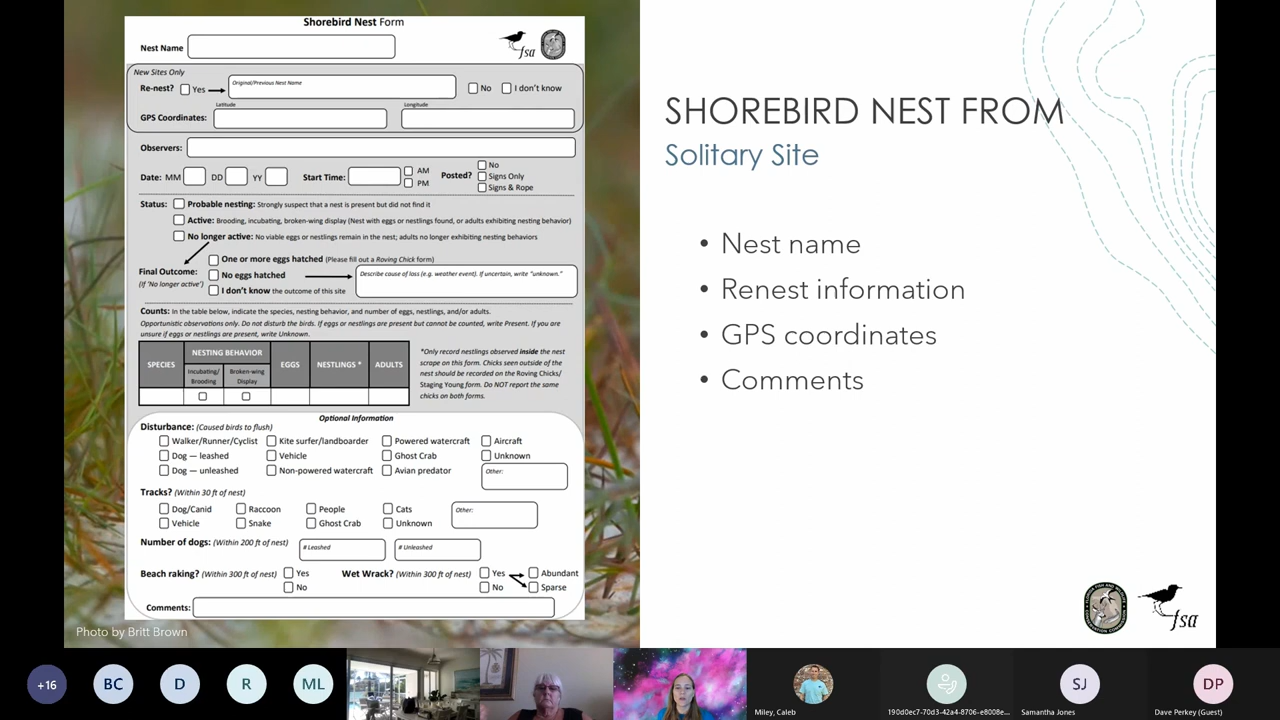 Shorebird Nest Form
Nest Name
fsa
New Sites Only
Re-nest? Yes Original/Previous Nest Name No I don't know
Latitude Longitude
GPS Coordinates:
Observers:
Date: MM DD YY Start Time: AM PM Posted? No Signs Only Signs & Rope
Status: Probable nesting: Strongly suspect that a nest is present but did not find it
Active: Brooding, incubating, broken-wing display (Nest with eggs or nestlings found, or adults exhibiting nesting behavior)
No longer active: No viable eggs or nestlings remain in the nest; adults no longer exhibiting nesting behaviors
One or more eggs hatched (Please fill out a Roving Chick form)
Final Outcome: No eggs hatched Describe cause of loss (e.g. weather event). If uncertain, write "unknown."
(if 'No longer active') I don't know the outcome of this site
Counts: In the table below, indicate the species, nesting behavior, and number of eggs, nestlings, and/or adults.
Opportunistic observations only. Do not disturb the birds. If eggs or nestlings are present but cannot be counted, write Present. If you are
unsure if eggs or nestlings are present, write Unknown.
SPECIES NESTING BEHAVIOR EGGS NESTLINGS * ADULTS
Incubating/ Brooding Broken-wing Display
*Only record nestlings observed inside the nest
scrape on this form. Chicks seen outside of the
nest should be recorded on the Roving Chicks/
Staging Young form. Do NOT report the same
chicks on both forms.
Optional Information
Disturbance: (Caused birds to flush)
Walker/Runner/Cyclist Kite surfer/landboarder Powered watercraft Aircraft
Dog — leashed Vehicle Ghost Crab Unknown
Dog — unleashed Non-powered watercraft Avian predator Other:
Tracks? (Within 30 ft of nest)
Dog/Canid Raccoon People Cats Other:
Vehicle Snake Ghost Crab Unknown
Number of dogs: (Within 200 ft of nest) # Leashed # Unleashed
Beach raking? (Within 300 ft of nest) Yes Wet Wrack? (Within 300 ft of nest) Yes Abundant
No No Sparse
Comments:
Photo by Britt Brown
SHOREBIRD NEST FROM
Solitary Site
• Nest name
• Renest information
• GPS coordinates
• Comments
fsa
+16 BC D R ML SJ DP
Miley, Caleb 190d0ec7-70d3-42a4-8706-e8008e... Samantha Jones Dave Perkey (Guest)